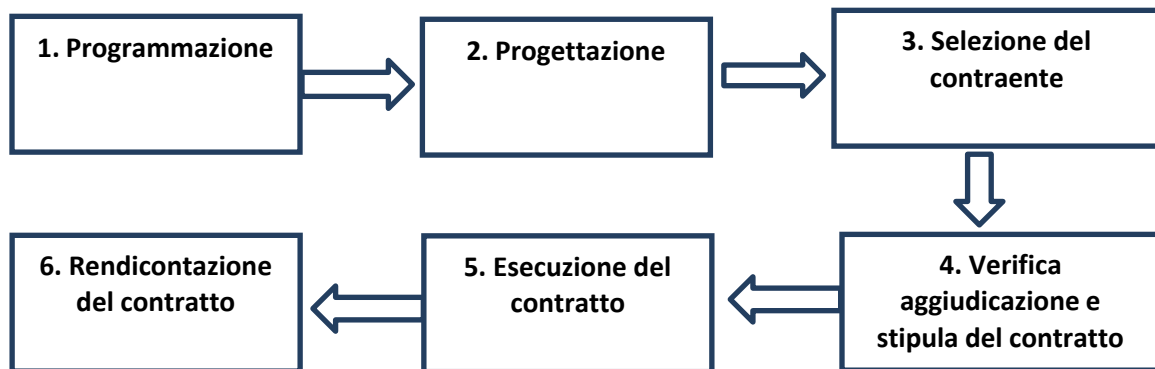 1. Programmazione
2. Progettazione
3. Selezione del
contraente
4. Verifica
aggiudicazione e
stipula del contratto
5. Esecuzione del
contratto
6. Rendicontazione
del contratto